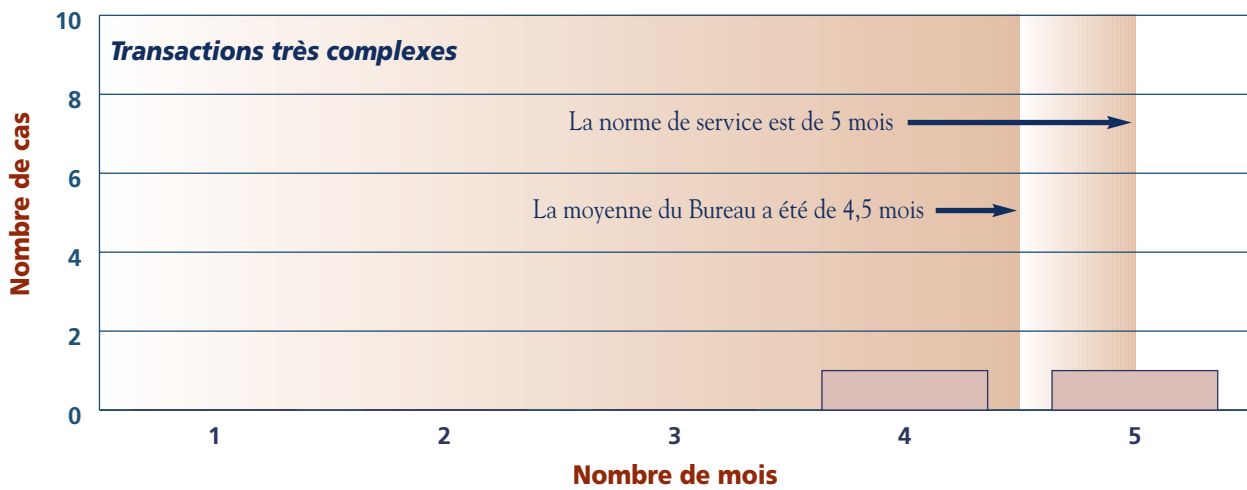 10
Transactions très complexes
8
La norme de service est de 5 mois
6
La moyenne du Bureau a été de 4,5 mois
4
2
0
Nombre de cas
1 2 3 4 5
Nombre de mois